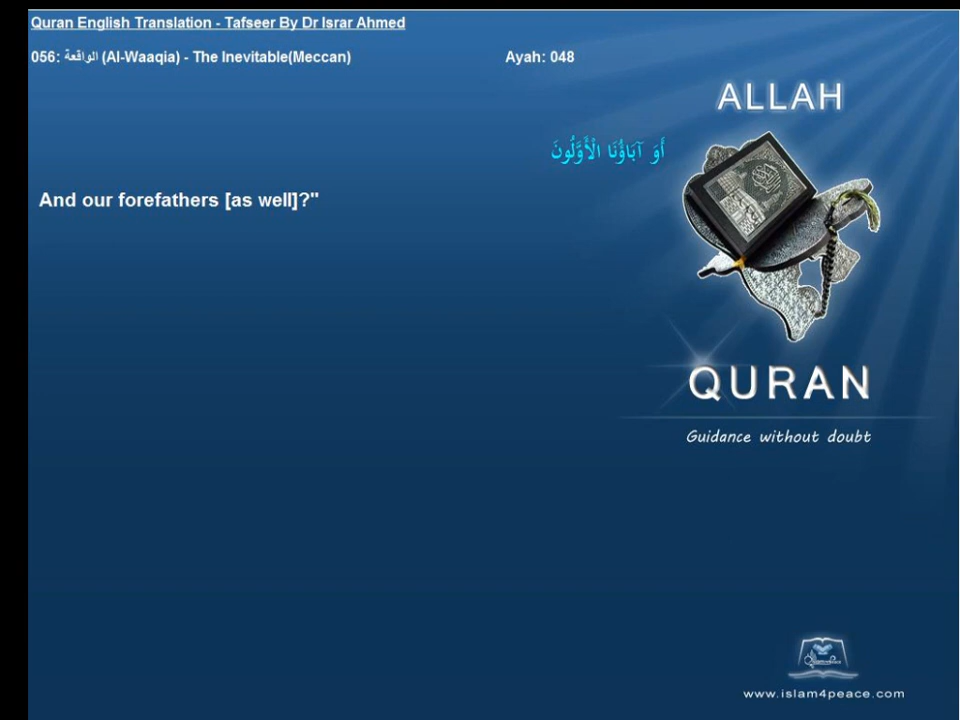 Quran English Translation - Tafseer By Dr Israr Ahmed
056: الواقعة (Al-Waaqia) - The Inevitable(Meccan)
Ayah: 048
ALLAH
أَوَ آبَاؤُنَا الْأَوَّلُونَ
And our forefathers [as well]?"
QURAN
Guidance without doubt
www.islam4peace.com